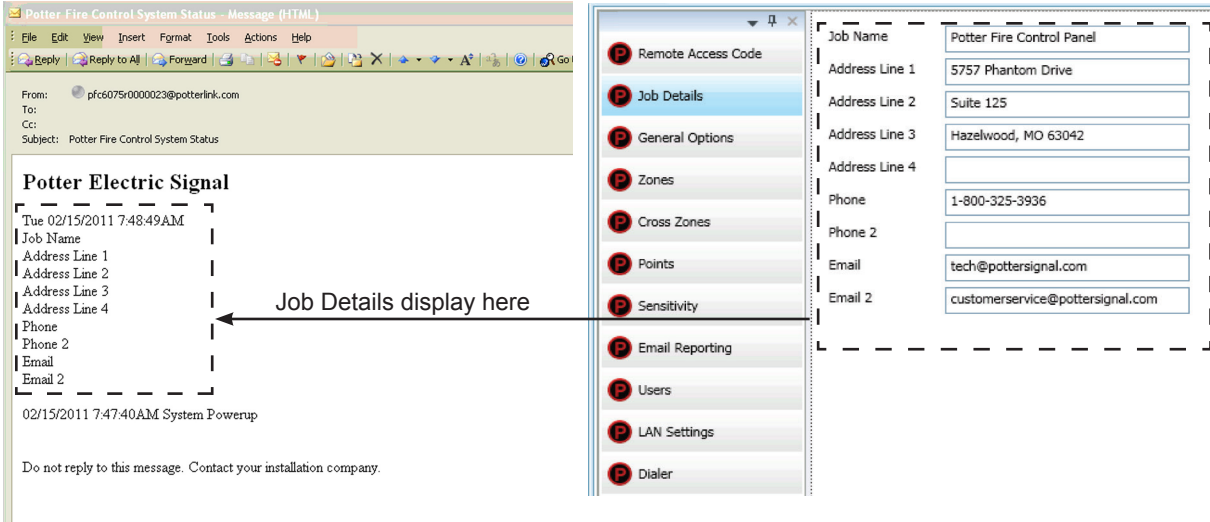 Potter Fire Control System Status - Message (HTML)
File Edit View Insert Format Tools Actions Help
Reply Reply to All Forward
From: pfc6075r0000023@potterlink.com
To:
Cc:
Subject: Potter Fire Control System Status
Potter Electric Signal
Tue 02/15/2011 7:48:49AM
Job Name
Address Line 1
Address Line 2
Address Line 3
Address Line 4
Phone
Phone 2
Email
Email 2
02/15/2011 7:47:40AM System Powerup
Do not reply to this message. Contact your installation company.
Job Details display here
Remote Access Code
Job Details
General Options
Zones
Cross Zones
Points
Sensitivity
Email Reporting
Users
LAN Settings
Dialer
Job Name Potter Fire Control Panel
Address Line 1 5757 Phantom Drive
Address Line 2 Suite 125
Address Line 3 Hazelwood, MO 63042
Address Line 4
Phone 1-800-325-3936
Phone 2
Email tech@pottersignal.com
Email 2 customerservice@pottersignal.com